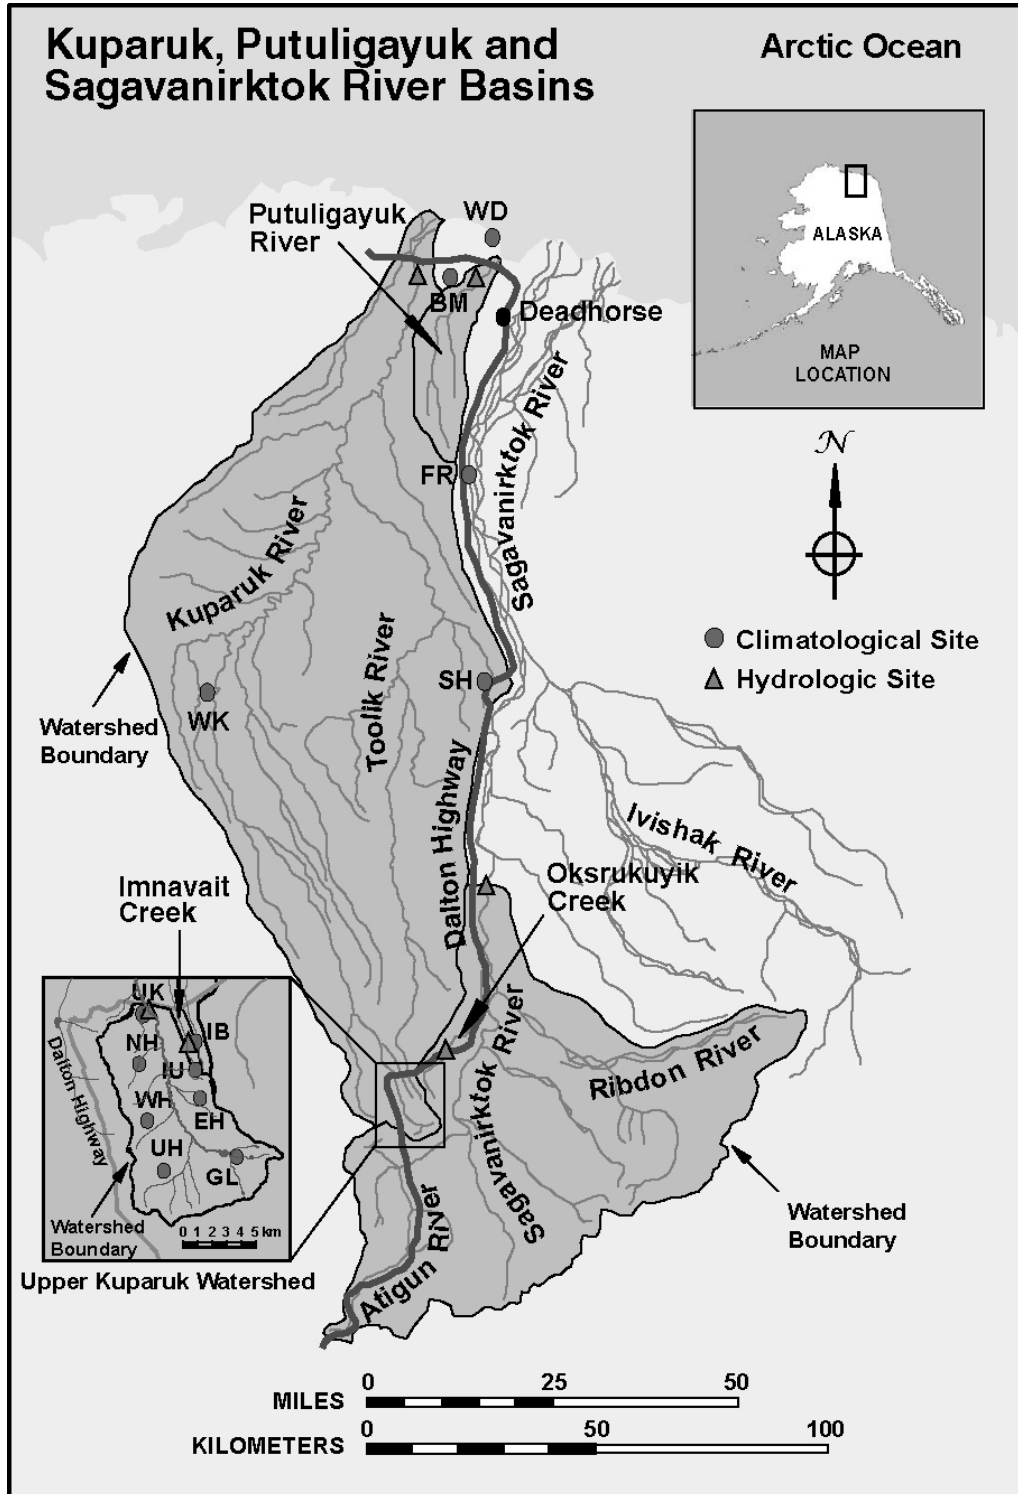 Kuparuk, Putuligayuk and
Sagavanirktok River Basins
Arctic Ocean
ALASKA
MAP
LOCATION
Putuligayuk
River
WD
BM
Deadhorse
FR
Sagavanirktok River
N
Kuparuk River
Climatological Site
Hydrologic Site
Toolik River
SH
WK
Watershed
Boundary
Dalton Highway
Ivishak River
Imnavait
Creek
Oksrukuyik
Creek
UK
IB
NH
IU
WH
EH
UH
GL
Dalton Highway
Watershed
Boundary
0 1 2 3 4 5 km
Upper Kuparuk Watershed
Ribdon River
Sagavanirktok River
Atigun River
Watershed
Boundary
0 25 50
MILES
0 50 100
KILOMETERS